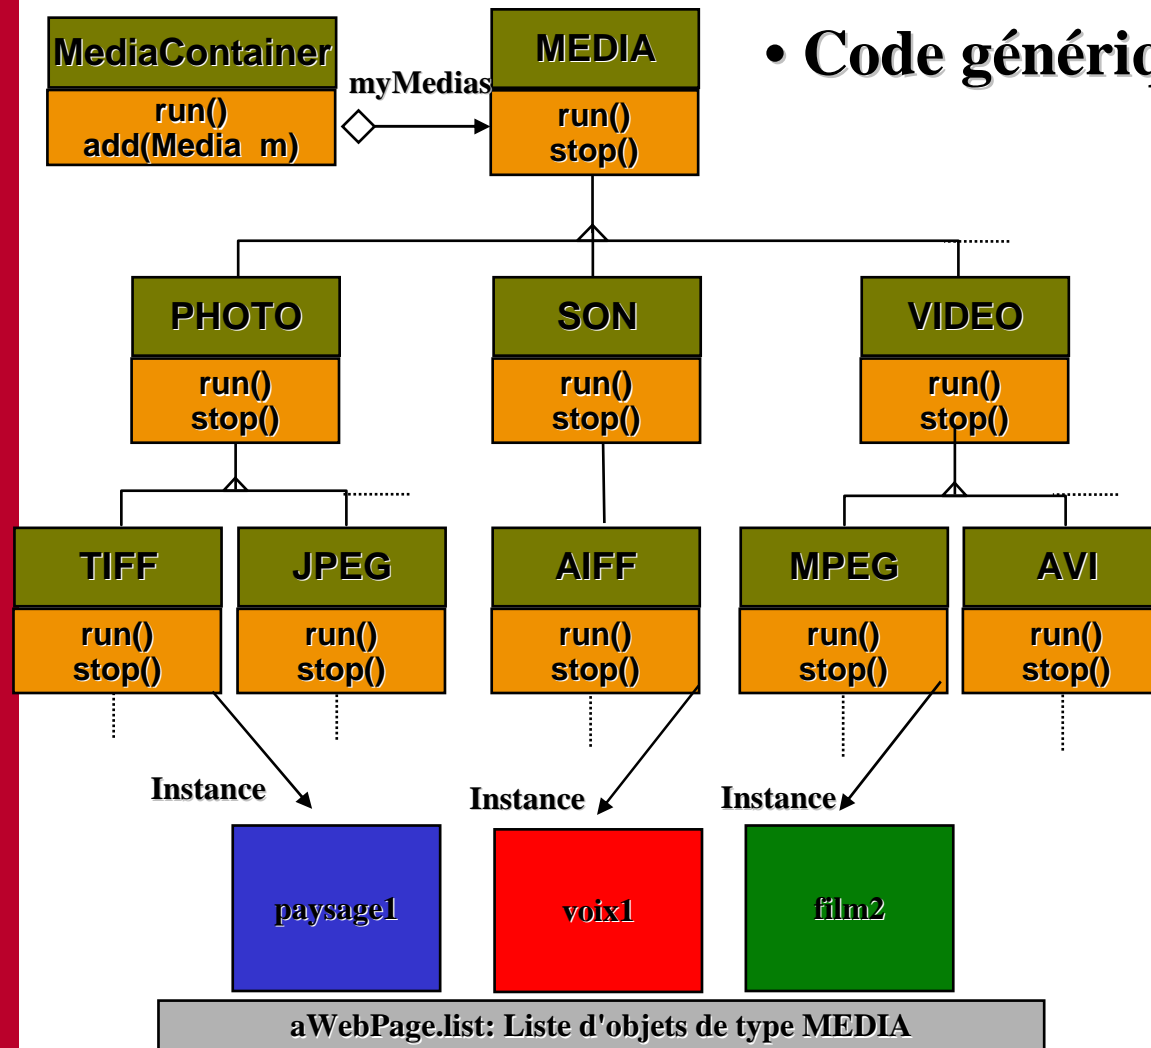 MediaContainer
run()
add(Media m)
myMedias
MEDIA
run()
stop()
• Code génériq
PHOTO
run()
stop()
SON
run()
stop()
VIDEO
run()
stop()
TIFF
run()
stop()
JPEG
run()
stop()
AIFF
run()
stop()
MPEG
run()
stop()
AVI
run()
stop()
Instance
Instance
Instance
paysage1
voix1
film2
aWebPage.list: Liste d'objets de type MEDIA